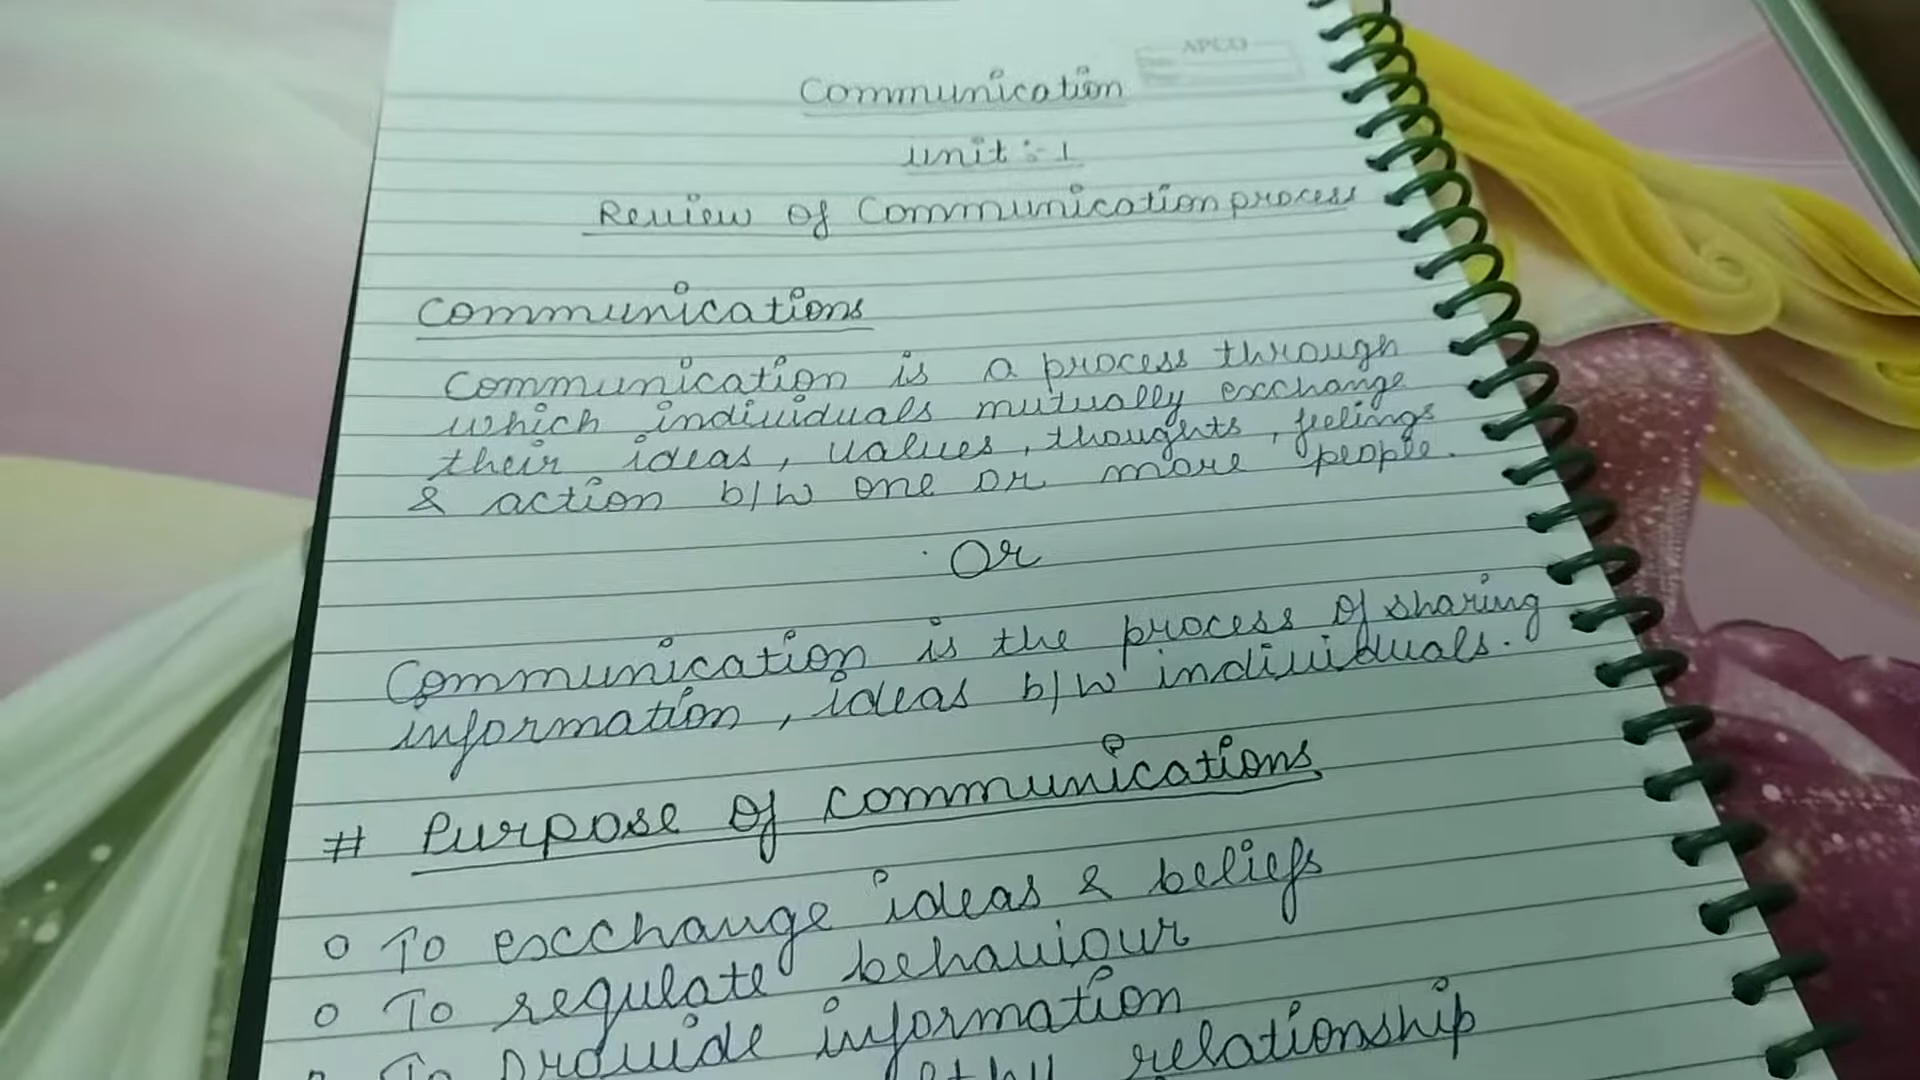 APCO
Communication
Unit :- 1
Review of Communication process
Communications
Communication is a process through
which individuals mutually exchange
their ideas, values, thoughts, feelings
& action b/w one or more people.
Or
Communication is the process of sharing
information, ideas b/w individuals.
# Purpose of Communications
o To exchange ideas & beliefs
o To regulate behaviour
o To provide information
relationship